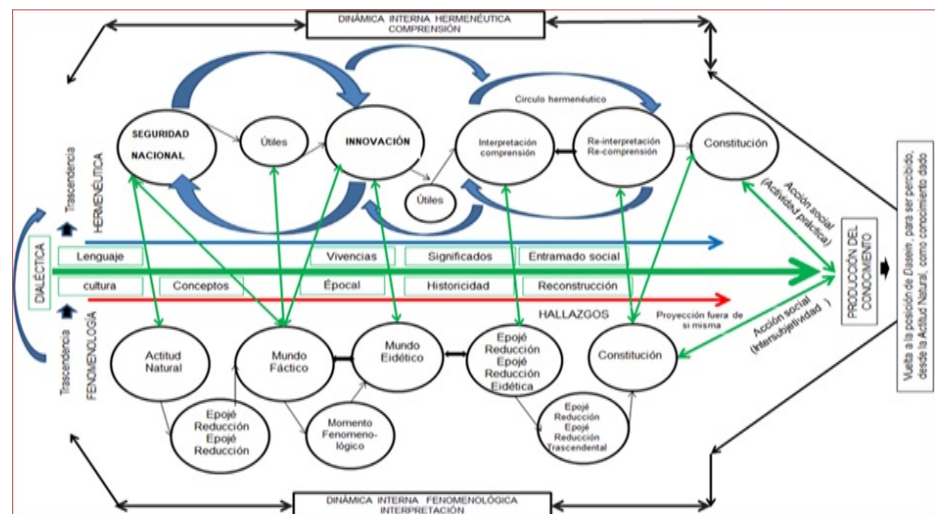 DINÁMICA INTERNA HERMENÉUTICA
COMPRENSIÓN
Circulo hermenéutico
SEGURIDAD
NACIONAL
Útiles
INNOVACIÓN
Interpretación
comprensión
Re-interpretación
Re-comprensión
Constitución
Útiles
Trascendencia
HERMENÉUTICA
Acción social
(Actividad práctica)
DIALÉCTICA
Lenguaje
Vivencias
Significados
Entramado social
cultura
Conceptos
Épocal
Historicidad
Reconstrucción
PRODUCCIÓN DEL
CONOCIMIENTO
Vuelta a la posición de Dasein, para ser percibido,
desde la Actitud Natural, como conocimiento dado
HALLAZGOS
Proyección fuera de
si misma
Acción social
(Intersubjetividad )
Trascendencia
FENOMENOLOGÍA
Actitud
Natural
Mundo
Fáctico
Mundo
Eidético
Epojé
Reducción
Epojé
Reducción
Eidética
Constitución
Epojé
Reducción
Epojé
Reducción
Momento
Fenomeno-
lógico
Epojé
Reducción
Epojé
Reducción
Trascendental
DINÁMICA INTERNA FENOMENOLÓGICA
INTERPRETACIÓN